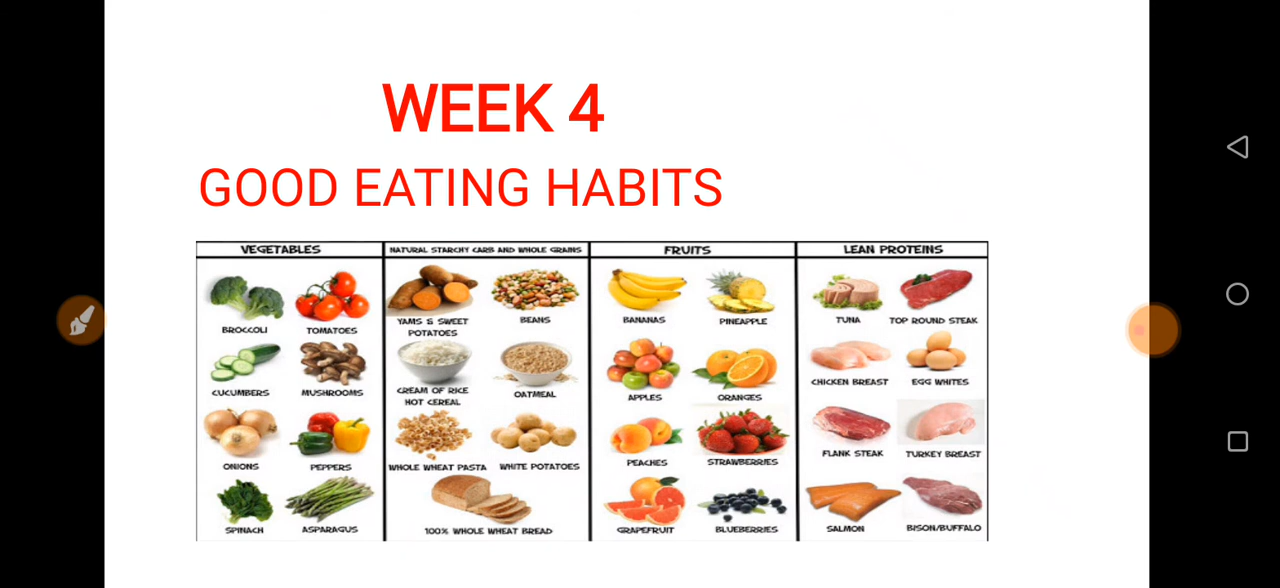 WEEK 4
GOOD EATING HABITS
VEGETABLES
NATURAL STARCHY CARB AND WHOLE GRAINS
FRUITS
LEAN PROTEINS
BROCCOLI
TOMATOES
CUCUMBERS
MUSHROOMS
ONIONS
PEPPERS
SPINACH
ASPARAGUS
YAMS & SWEET
POTATOES
BEANS
CREAM OF RICE
HOT CEREAL
OATMEAL
WHOLE WHEAT PASTA
WHITE POTATOES
100% WHOLE WHEAT BREAD
BANANAS
PINEAPPLE
APPLES
ORANGES
PEACHES
STRAWBERRIES
GRAPEFRUIT
BLUEBERRIES
TUNA
TOP ROUND STEAK
CHICKEN BREAST
EGG WHITES
FLANK STEAK
TURKEY BREAST
SALMON
BISON/BUFFALO